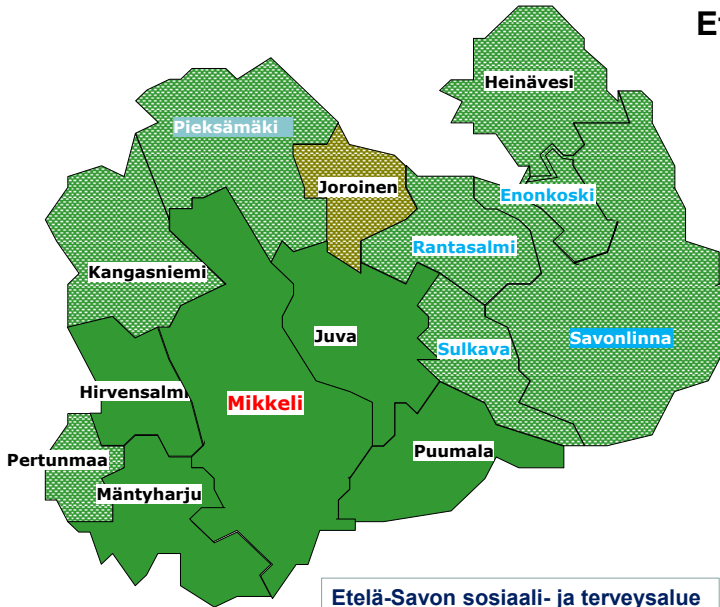 Et
Heinävesi
Pieksämäki
Joroinen
Enonkoski
Rantasalmi
Kangasniemi
Juva
Sulkava
Savonlinna
Hirvensalmi
Mikkeli
Puumala
Pertunmaa
Mäntyharju
Etelä-Savon sosiaali- ja terveysalue